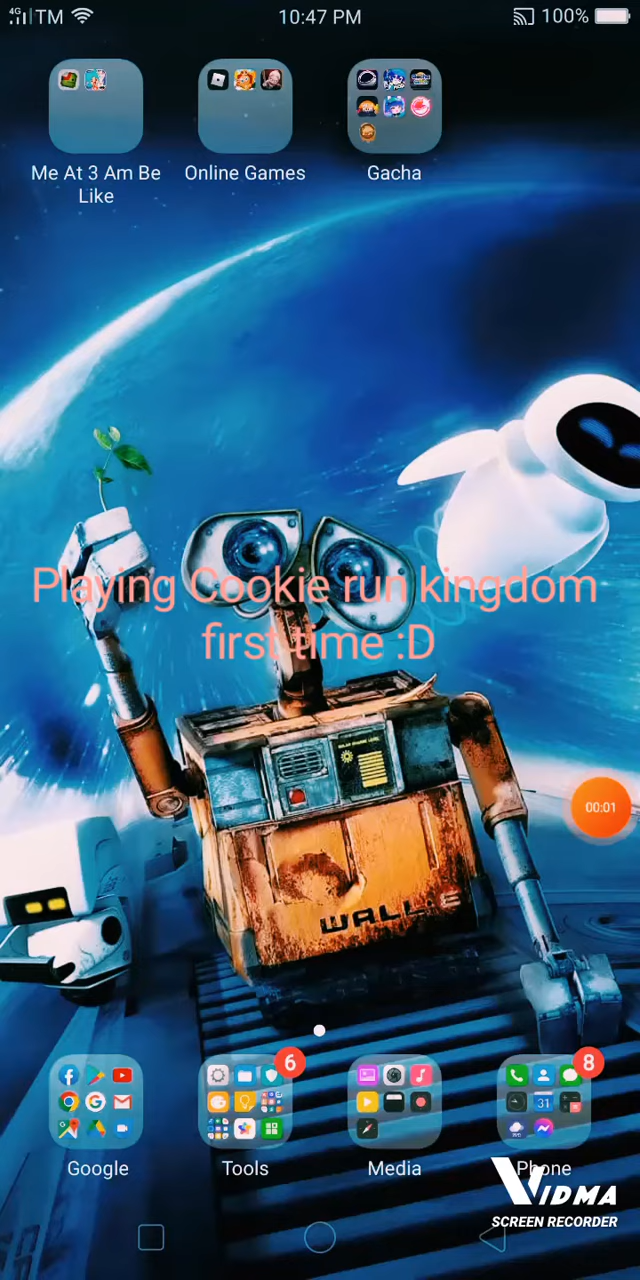 4G TM 10:47 PM 100%
Me At 3 Am Be
Like
Online Games
Gacha
Playing Cookie run kingdom
first time :D
00:01
WALL·E
6
8
31
Google
Tools
Media
Phone
VIDMA
SCREEN RECORDER